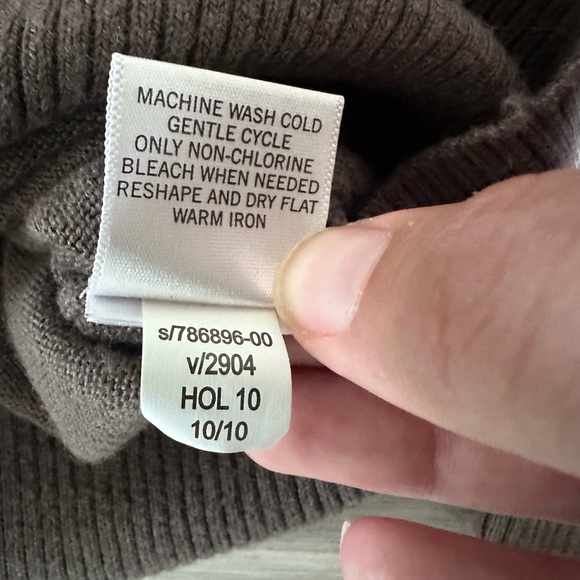 MACHINE WASH COLD
GENTLE CYCLE
ONLY NON-CHLORINE
BLEACH WHEN NEEDED
RESHAPE AND DRY FLAT
WARM IRON
s/786896-00
v/2904
HOL 10
10/10